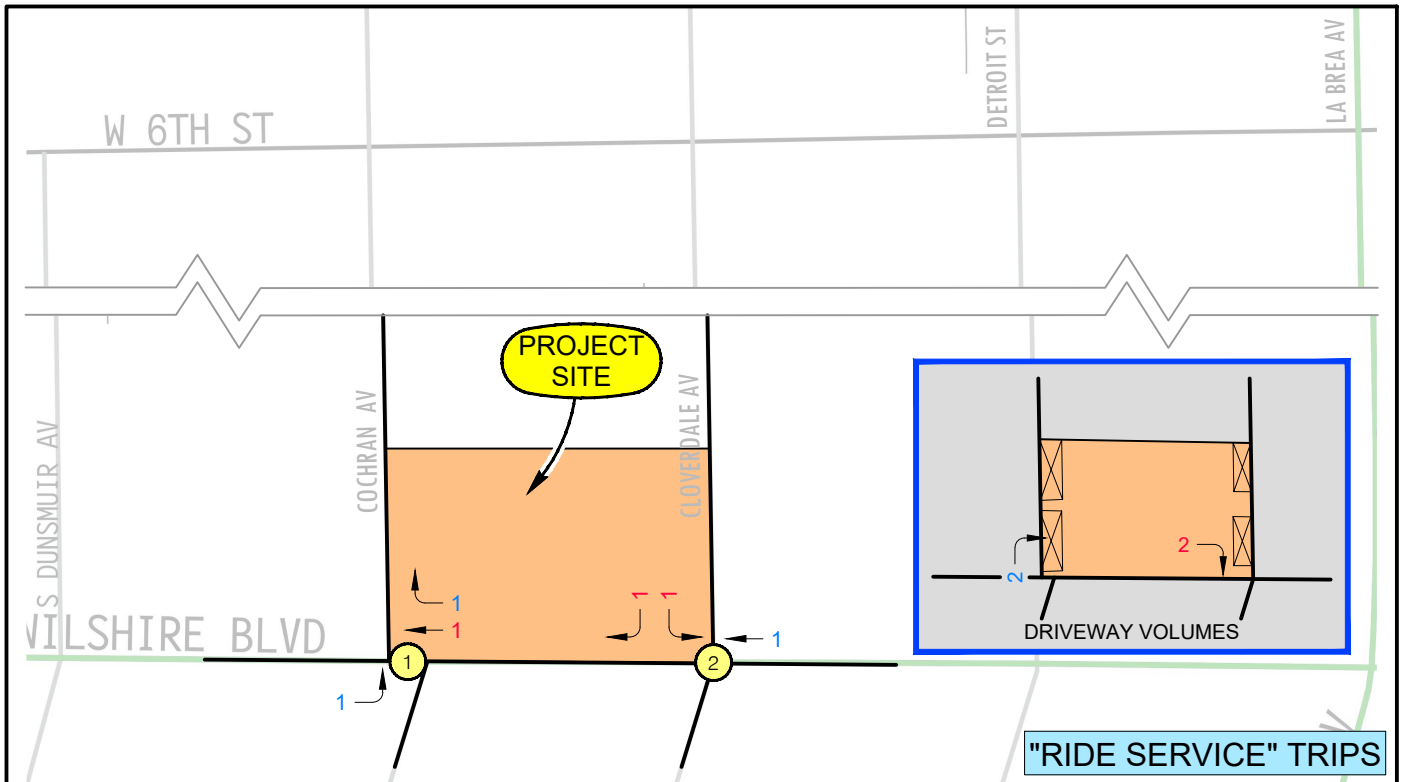 W 6TH ST
DETROIT ST
LA BREA AV
PROJECT
SITE
COCHRAN AV
CLOVERDALE AV
S DUNSMUIR AV
WILSHIRE BLVD
1
1
1
1
1
1
1
2
2
2
DRIVEWAY VOLUMES
"RIDE SERVICE" TRIPS